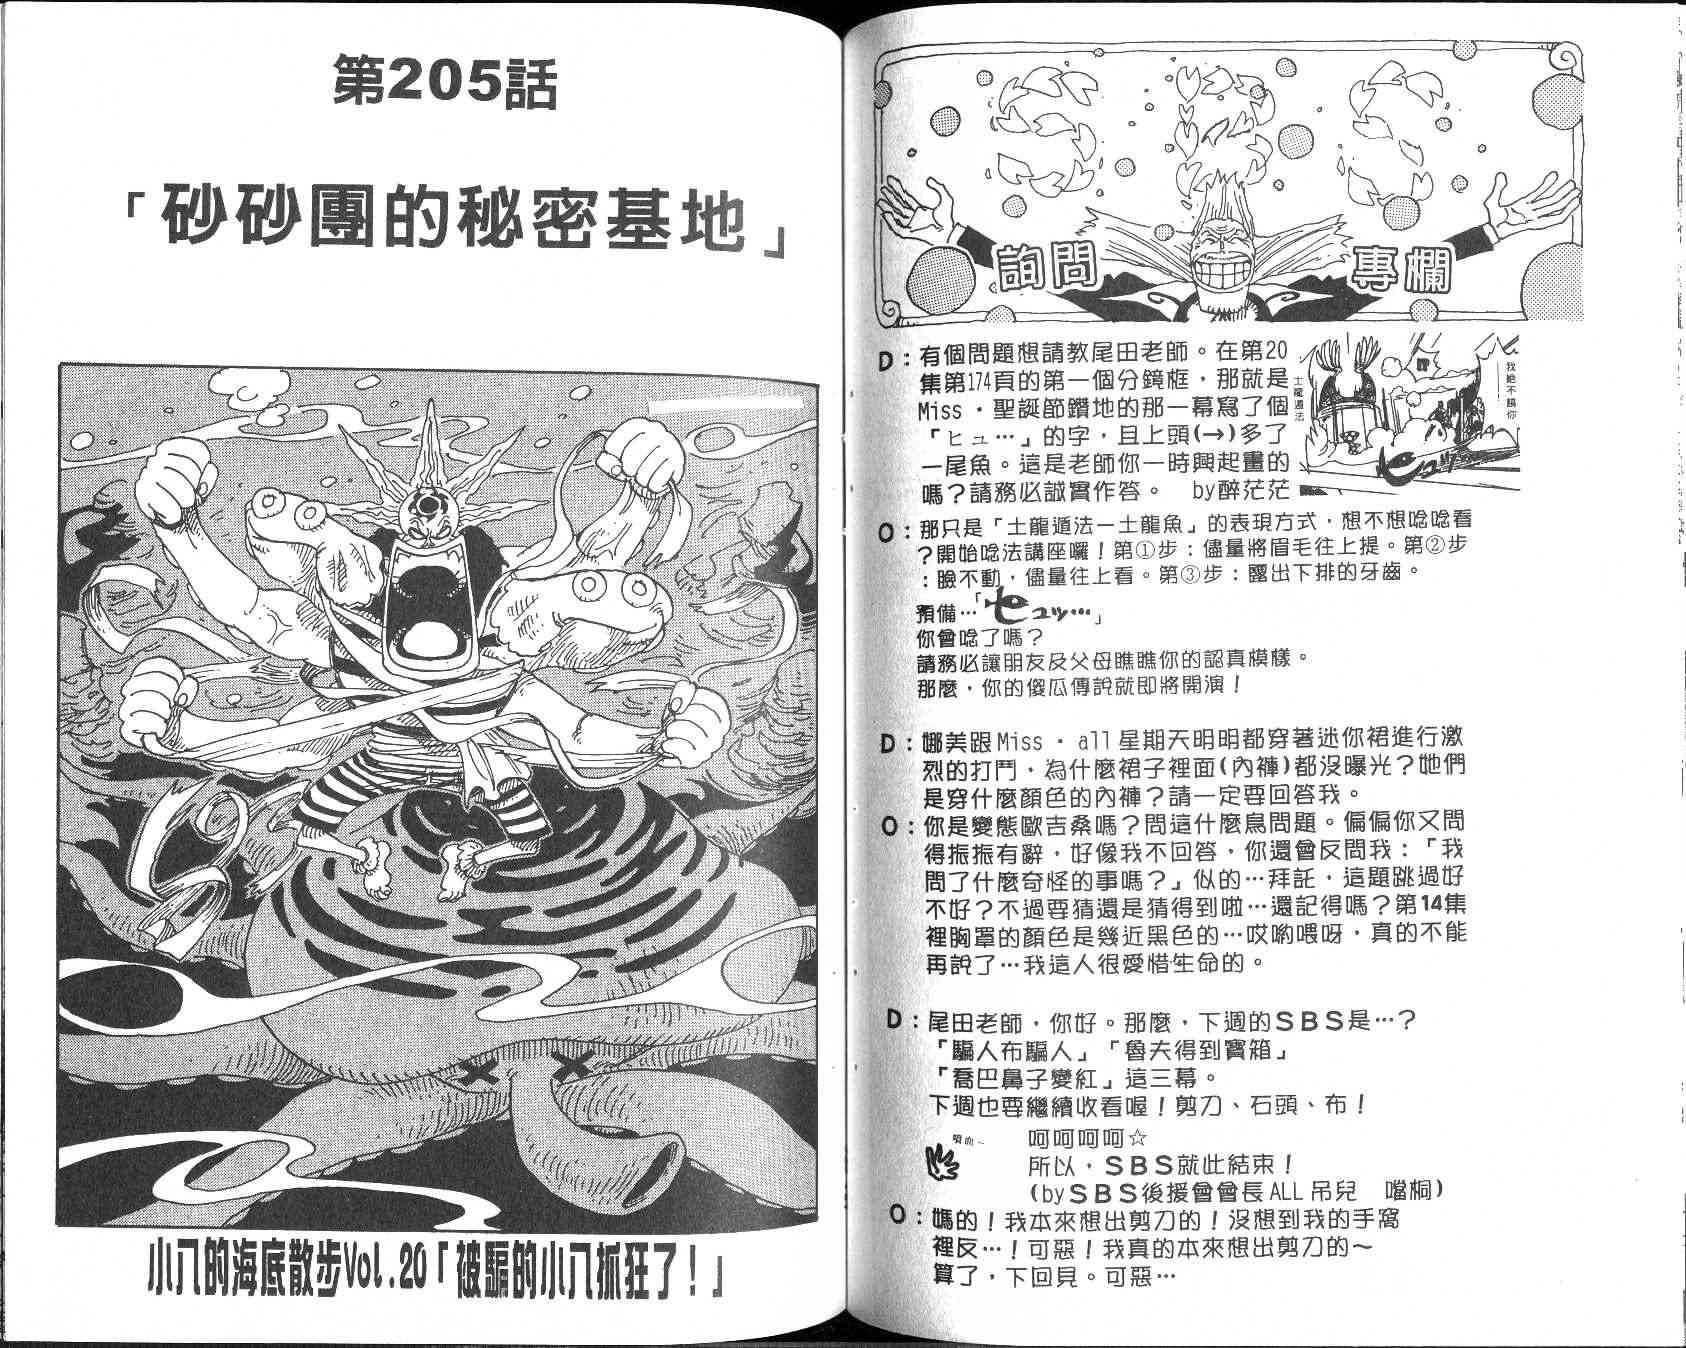 第205話
「砂砂團的秘密基地」
小八的海底散步Vol.20「被騙的小八抓狂了！」
詢問 專欄
D：有個問題想請教尾田老師。在第20
集第174頁的第一個分鏡框，那就是
Miss・聖誕節鑽地的那一幕寫了個
「ヒュ…」的字，且上頭(→)多了
一尾魚。這是老師你一時興起畫的
嗎？請務必誠實作答。 by醉茫茫
我絕不饒你
土龍遁法
ヒュッ…
O：那只是「土龍遁法—土龍魚」的表現方式，想不想唸唸看
？開始唸法講座囉！第①步：儘量將眉毛往上提。第②步
：臉不動，儘量往上看。第③步：露出下排的牙齒。
預備…「ヒュッ…」
你會唸了嗎？
請務必讓朋友及父母瞧瞧你的認真模樣。
那麼，你的傻瓜傳說就即將開演！
D：娜美跟Miss・all星期天明明都穿著迷你裙進行激
烈的打鬥，為什麼裙子裡面(內褲)都沒曝光？她們
是穿什麼顏色的內褲？請一定要回答我。
O：你是變態歐吉桑嗎？問這什麼鳥問題。偏偏你又問
得振振有辭，好像我不回答，你還會反問我：「我
問了什麼奇怪的事嗎？」似的…拜託，這題跳過好
不好？不過要猜還是猜得到啦…還記得嗎？第14集
裡胸罩的顏色是幾近黑色的…哎喲喂呀，真的不能
再說了…我這人很愛惜生命的。
D：尾田老師，你好。那麼，下週的ＳＢＳ是…？
「騙人布騙人」「魯夫得到寶箱」
「喬巴鼻子變紅」這三幕。
下週也要繼續收看喔！剪刀、石頭、布！
噴血～
呵呵呵呵☆
所以，ＳＢＳ就此結束！
(byＳＢＳ後援會會長ALL吊兒 噹桐)
O：媽的！我本來想出剪刀的！沒想到我的手窩
裡反…！可惡！我真的本來想出剪刀的～
算了，下回見。可惡…